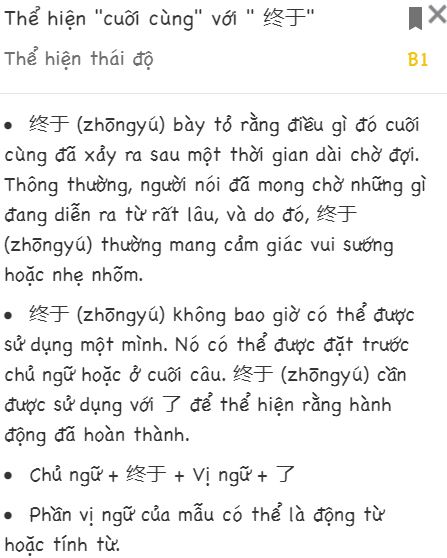 Thể hiện "cuối cùng" với " 终于"
Thể hiện thái độ
B1
• 终于 (zhōngyú) bày tỏ rằng điều gì đó cuối
cùng đã xảy ra sau một thời gian dài chờ đợi.
Thông thường, người nói đã mong chờ những gì
đang diễn ra từ rất lâu, và do đó, 终于
(zhōngyú) thường mang cảm giác vui sướng
hoặc nhẹ nhõm.
• 终于 (zhōngyú) không bao giờ có thể được
sử dụng một mình. Nó có thể được đặt trước
chủ ngữ hoặc ở cuối câu. 终于 (zhōngyú) cần
được sử dụng với 了 để thể hiện rằng hành
động đã hoàn thành.
• Chủ ngữ + 终于 + Vị ngữ + 了
• Phần vị ngữ của mẫu có thể là động từ
hoặc tính từ.